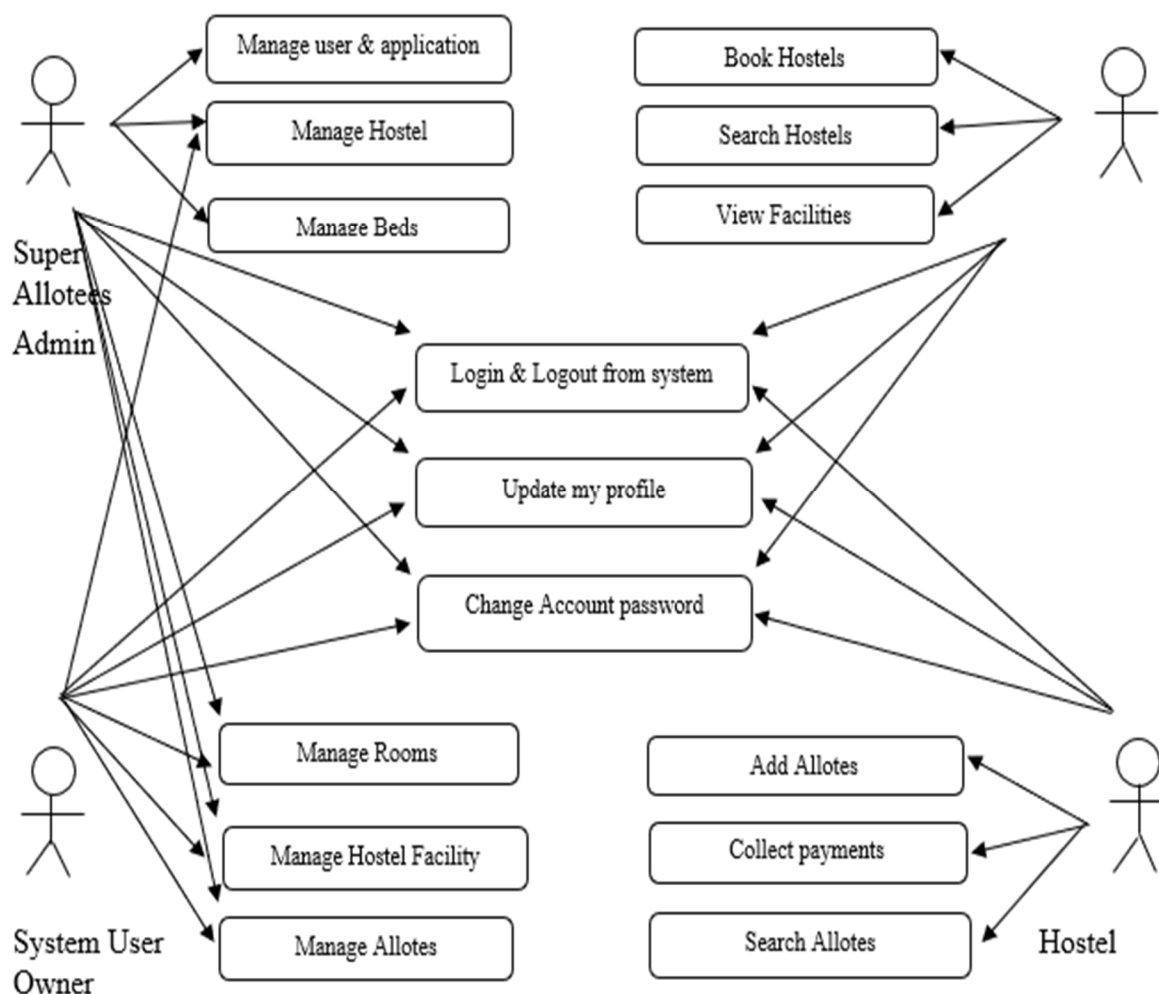 Manage user & application
Book Hostels
Manage Hostel
Search Hostels
Manage Beds
View Facilities
Super
Allotees
Admin
Login & Logout from system
Update my profile
Change Account password
Manage Rooms
Add Allotes
Manage Hostel Facility
Collect payments
Manage Allotes
Search Allotes
System User
Hostel
Owner